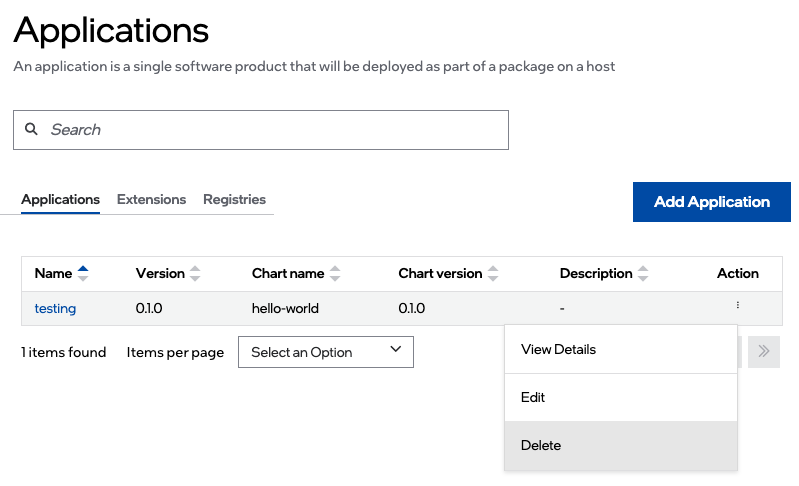 Applications
An application is a single software product that will be deployed as part of a package on a host
Search
Applications Extensions Registries
Add Application
Name Version Chart name Chart version Description Action
testing 0.1.0 hello-world 0.1.0 -
1 items found Items per page Select an Option
View Details
Edit
Delete